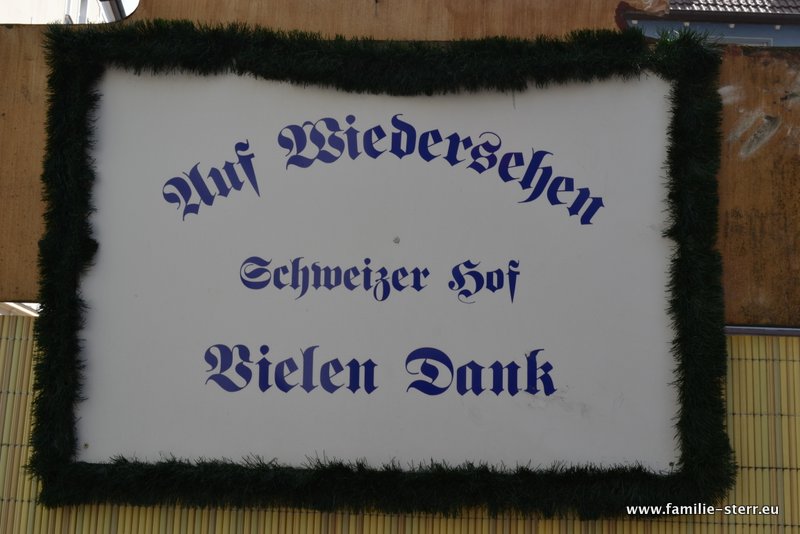 Auf Wiedersehen
Schweizer Hof
Vielen Dank
www.familie-sterr.eu